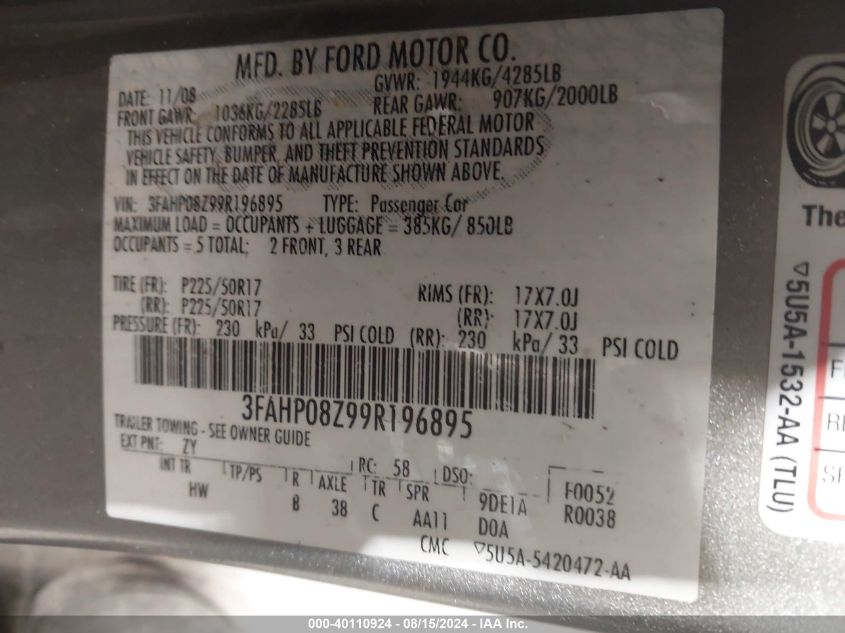 MFD. BY FORD MOTOR CO.
DATE: 11/08 GVWR: 1944KG/4285LB
FRONT GAWR: 1036KG/2285LB REAR GAWR: 907KG/2000LB
THIS VEHICLE CONFORMS TO ALL APPLICABLE FEDERAL MOTOR
VEHICLE SAFETY, BUMPER, AND THEFT PREVENTION STANDARDS
IN EFFECT ON THE DATE OF MANUFACTURE SHOWN ABOVE.
VIN: 3FAHP08Z99R196895 TYPE: Passenger Car
MAXIMUM LOAD = OCCUPANTS + LUGGAGE = 385KG/ 850LB
OCCUPANTS = 5 TOTAL; 2 FRONT, 3 REAR
TIRE (FR): P225/50R17 RIMS (FR): 17X7.0J
(RR): P225/50R17 (RR): 17X7.0J
PRESSURE (FR): 230 kPa/ 33 PSI COLD (RR): 230 kPa/ 33 PSI COLD
3FAHP08Z99R196895
TRAILER TOWING - SEE OWNER GUIDE
EXT PNT: ZY RC: 58 DSO: F0052
INT TR TP/PS R AXLE TR SPR 9DE1A R0038
HW B 38 C AA11 D0A
CMC ▽5U5A-5420472-AA
The
▽5U5A-1532-AA (TLU)
000-40110924 - 08/15/2024 - IAAI Inc.